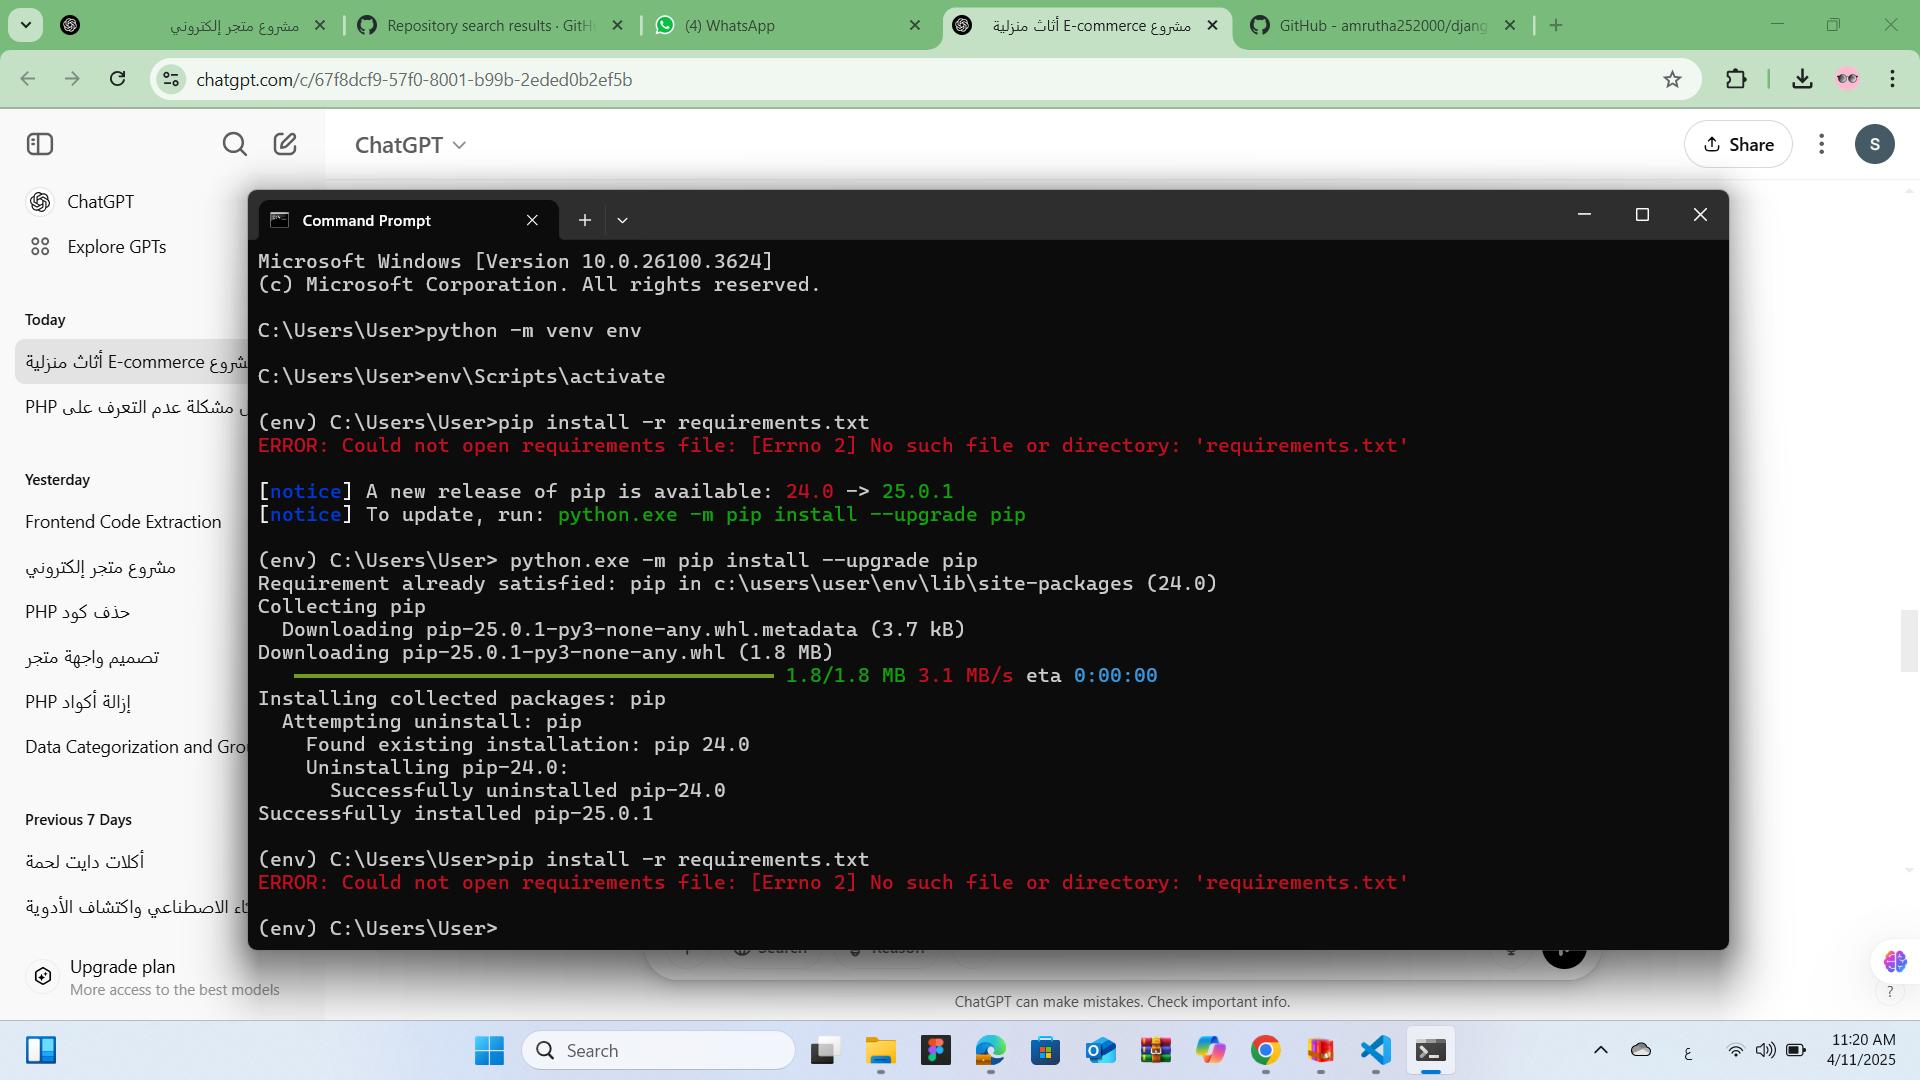 مشروع متجر إلكتروني
Repository search results · GitH
(4) WhatsApp
مشروع E-commerce أثاث منزلية
GitHub - amrutha252000/djang
chatgpt.com/c/67f8dcf9-57f0-8001-b99b-2eded0b2ef5b
ChatGPT
Share
S
ChatGPT
Explore GPTs
Today
مشروع E-commerce أثاث منزلية
مشكلة عدم التعرف على PHP
Yesterday
Frontend Code Extraction
مشروع متجر إلكتروني
حذف كود PHP
تصميم واجهة متجر
إزالة أكواد PHP
Data Categorization and Gro
Previous 7 Days
أكلات دايت لحمة
الاصطناعي واكتشاف الأدوية
Upgrade plan
More access to the best models
Command Prompt
Microsoft Windows [Version 10.0.26100.3624]
(c) Microsoft Corporation. All rights reserved.
C:\Users\User>python -m venv env
C:\Users\User>env\Scripts\activate
(env) C:\Users\User>pip install -r requirements.txt
ERROR: Could not open requirements file: [Errno 2] No such file or directory: 'requirements.txt'
[notice] A new release of pip is available: 24.0 -> 25.0.1
[notice] To update, run: python.exe -m pip install --upgrade pip
(env) C:\Users\User> python.exe -m pip install --upgrade pip
Requirement already satisfied: pip in c:\users\user\env\lib\site-packages (24.0)
Collecting pip
Downloading pip-25.0.1-py3-none-any.whl.metadata (3.7 kB)
Downloading pip-25.0.1-py3-none-any.whl (1.8 MB)
1.8/1.8 MB 3.1 MB/s eta 0:00:00
Installing collected packages: pip
Attempting uninstall: pip
Found existing installation: pip 24.0
Uninstalling pip-24.0:
Successfully uninstalled pip-24.0
Successfully installed pip-25.0.1
(env) C:\Users\User>pip install -r requirements.txt
ERROR: Could not open requirements file: [Errno 2] No such file or directory: 'requirements.txt'
(env) C:\Users\User>
Search
Reason
ChatGPT can make mistakes. Check important info.
?
Search
ع
11:20 AM
4/11/2025